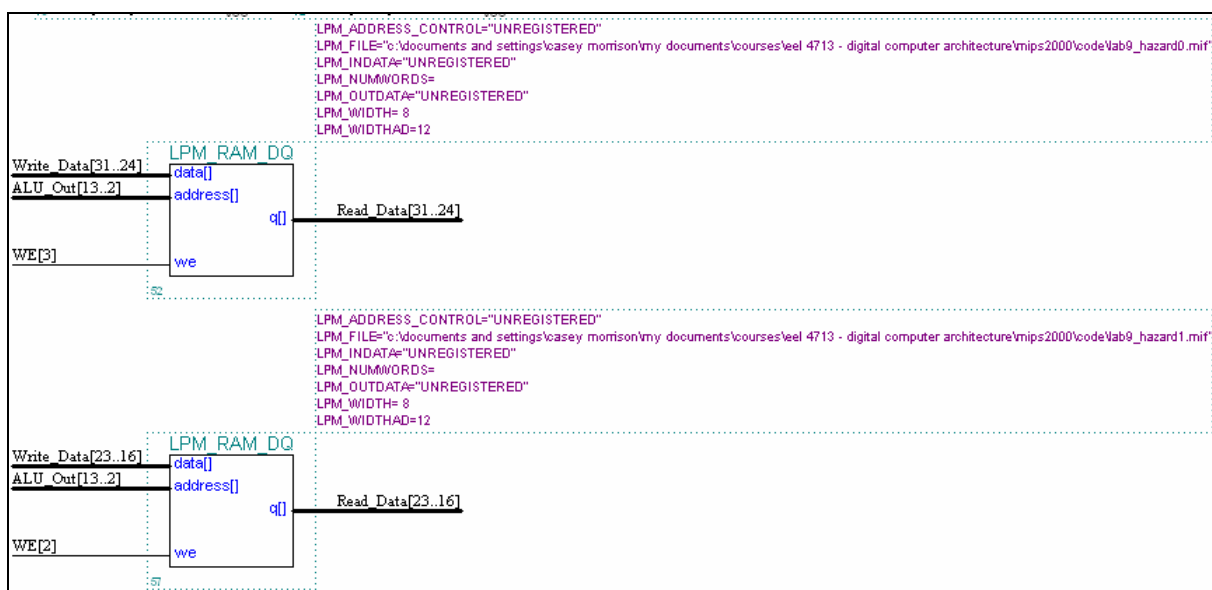 LPM_ADDRESS_CONTROL="UNREGISTERED"
LPM_FILE="c:\documents and settings\casey morrison\my documents\courses\eel 4713 - digital computer architecture\mips2000\code\lab9_hazard0.mif"
LPM_INDATA="UNREGISTERED"
LPM_NUMWORDS=
LPM_OUTDATA="UNREGISTERED"
LPM_WIDTH= 8
LPM_WIDTHAD=12
LPM_RAM_DQ
Write_Data[31..24]
data[]
ALU_Out[13..2]
address[]
q[]
Read_Data[31..24]
WE[3]
we
52
LPM_ADDRESS_CONTROL="UNREGISTERED"
LPM_FILE="c:\documents and settings\casey morrison\my documents\courses\eel 4713 - digital computer architecture\mips2000\code\lab9_hazard1.mif"
LPM_INDATA="UNREGISTERED"
LPM_NUMWORDS=
LPM_OUTDATA="UNREGISTERED"
LPM_WIDTH= 8
LPM_WIDTHAD=12
LPM_RAM_DQ
Write_Data[23..16]
data[]
ALU_Out[13..2]
address[]
q[]
Read_Data[23..16]
WE[2]
we
57